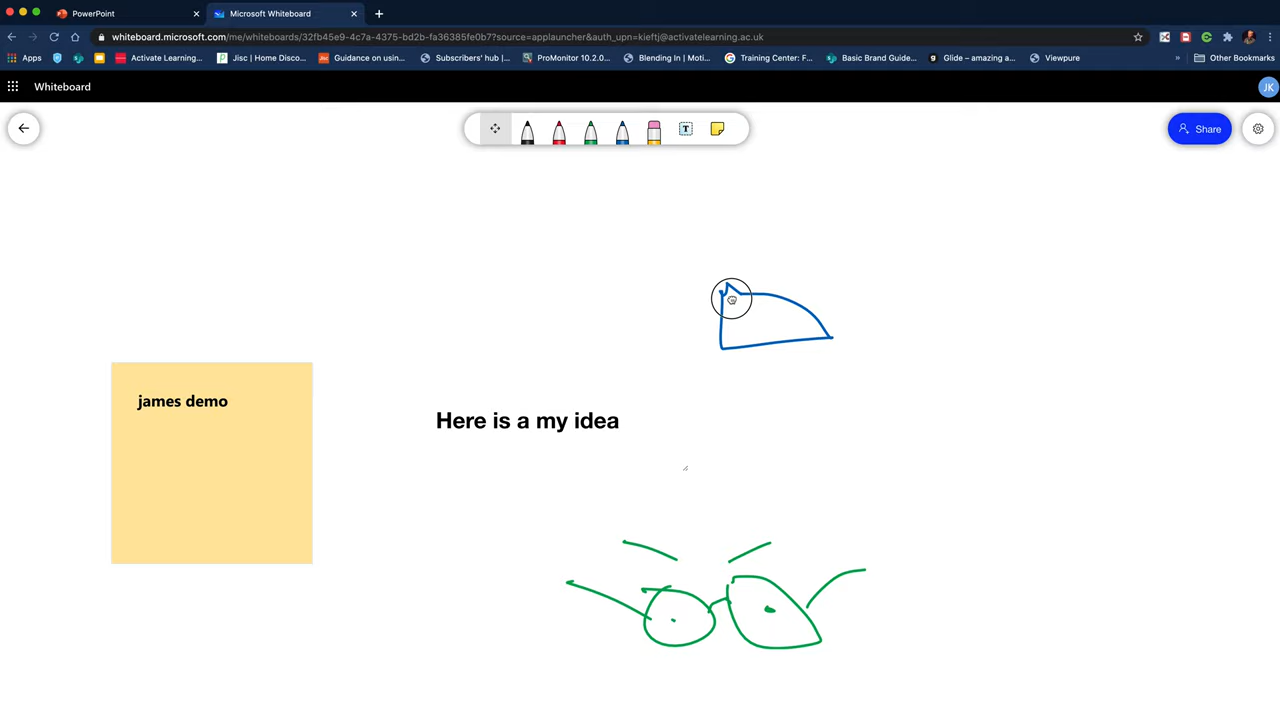 PowerPoint
Microsoft Whiteboard
whiteboard.microsoft.com/me/whiteboards/32fb45e9-4c7a-4375-bd2b-fa36385fe0b7?source=applauncher&auth_upn=kieftj@activatelearning.ac.uk
Apps
Activate Learning...
Jisc | Home Disco...
Guidance on usin...
Subscribers' hub |...
ProMonitor 10.2.0...
Blending In | Moti...
Training Center: F...
Basic Brand Guide...
Glide – amazing a...
Viewpure
»
Other Bookmarks
Whiteboard
JK
T
Share
james demo
Here is a my idea